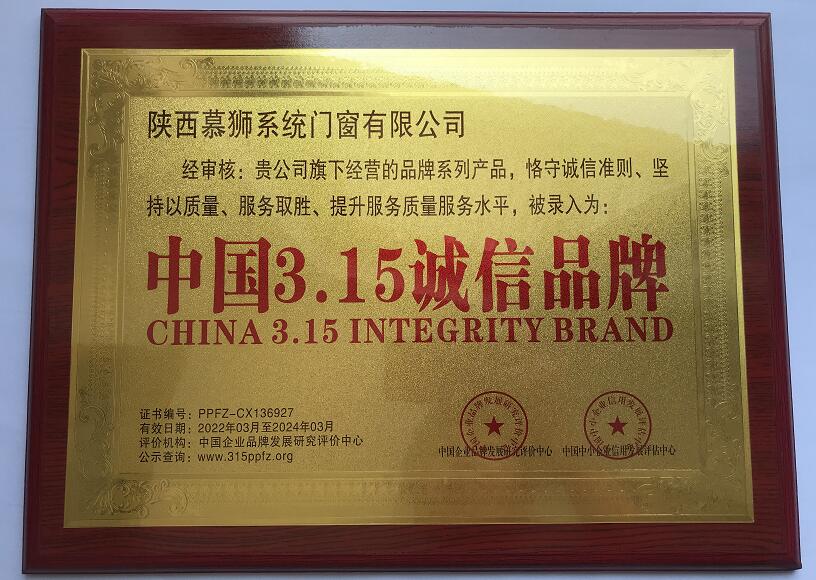 陕西慕狮系统门窗有限公司
经审核：贵公司旗下经营的品牌系列产品，恪守诚信准则、坚
持以质量、服务取胜、提升服务质量服务水平，被录入为：
中国3.15诚信品牌
CHINA 3.15 INTEGRITY BRAND
证书编号：PPFZ-CX136927
有效日期：2022年03月至2024年03月
评价机构：中国企业品牌发展研究评价中心
公示查询：www.315ppfz.org
中国企业品牌发展研究评价中心
中国中小企业信用发展评估中心